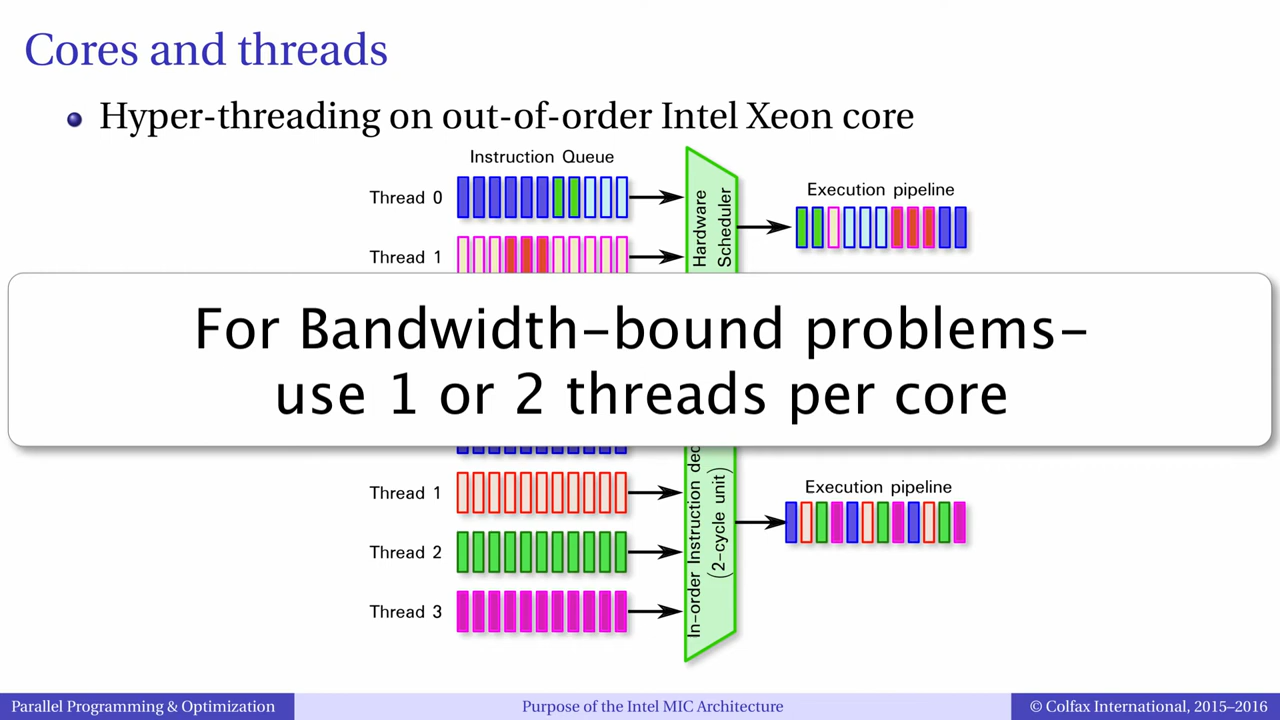 Cores and threads
Hyper-threading on out-of-order Intel Xeon core
Instruction Queue
Thread 0
Hardware
Scheduler
Execution pipeline
Thread 1
For Bandwidth-bound problems-
use 1 or 2 threads per core
Thread 1
In-order Instruction
(2-cycle unit)
Execution pipeline
Thread 2
Thread 3
Parallel Programming & Optimization
Purpose of the Intel MIC Architecture
© Colfax International, 2015–2016